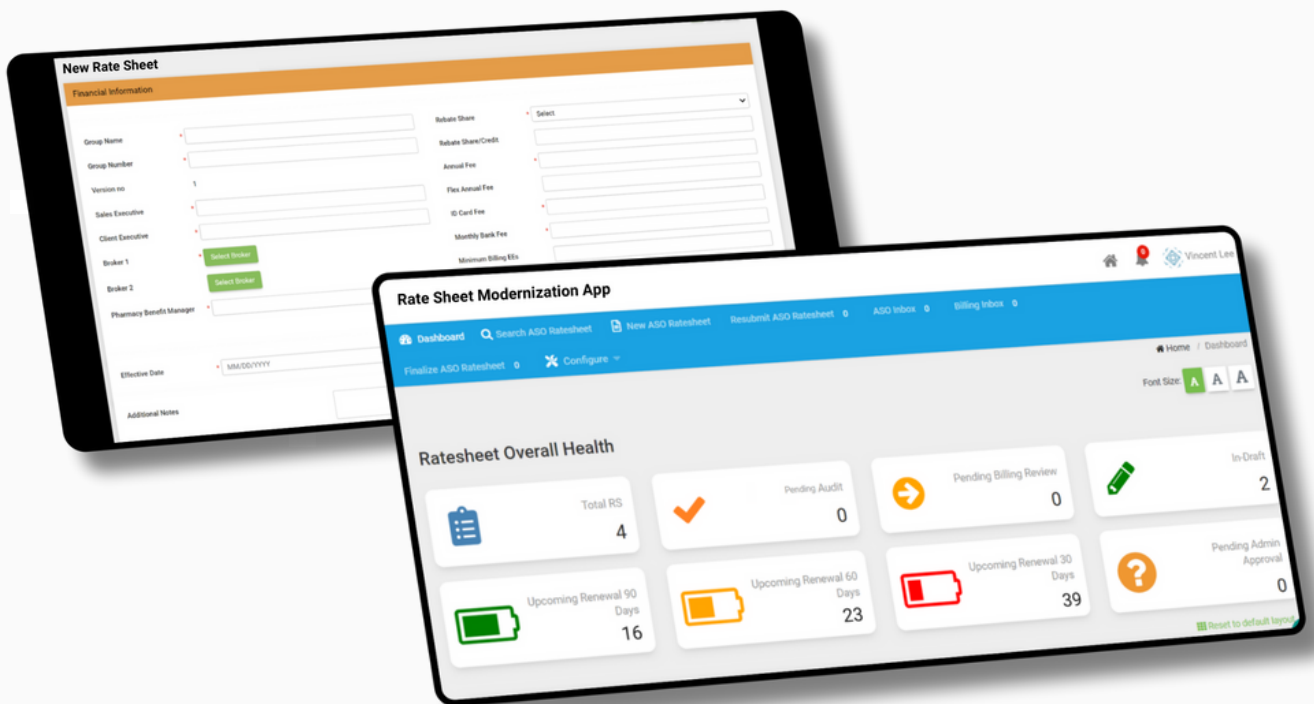 New Rate Sheet
Financial Information
Group Name *
Group Number *
Version no 1
Sales Executive *
Client Executive *
Broker 1 * Select Broker
Broker 2 Select Broker
Pharmacy Benefit Manager *
Effective Date * MM/DD/YYYY
Additional Notes
Rebate Share * Select
Rebate Share/Credit
Annual Fee *
Flex Annual Fee
ID Card Fee *
Monthly Bank Fee *
Minimum Billing EEs
Rate Sheet Modernization App
0 Vincent Lee
Dashboard Search ASO Ratesheet New ASO Ratesheet Resubmit ASO Ratesheet 0 ASO Inbox 0 Billing Inbox 0
Finalize ASO Ratesheet 0 Configure
Home / Dashboard
Font Size: A A A
Ratesheet Overall Health
Total RS
4
Pending Audit
0
Pending Billing Review
0
In-Draft
2
Upcoming Renewal 90
Days
16
Upcoming Renewal 60
Days
23
Upcoming Renewal 30
Days
39
?
Pending Admin
Approval
0
Reset to default layout